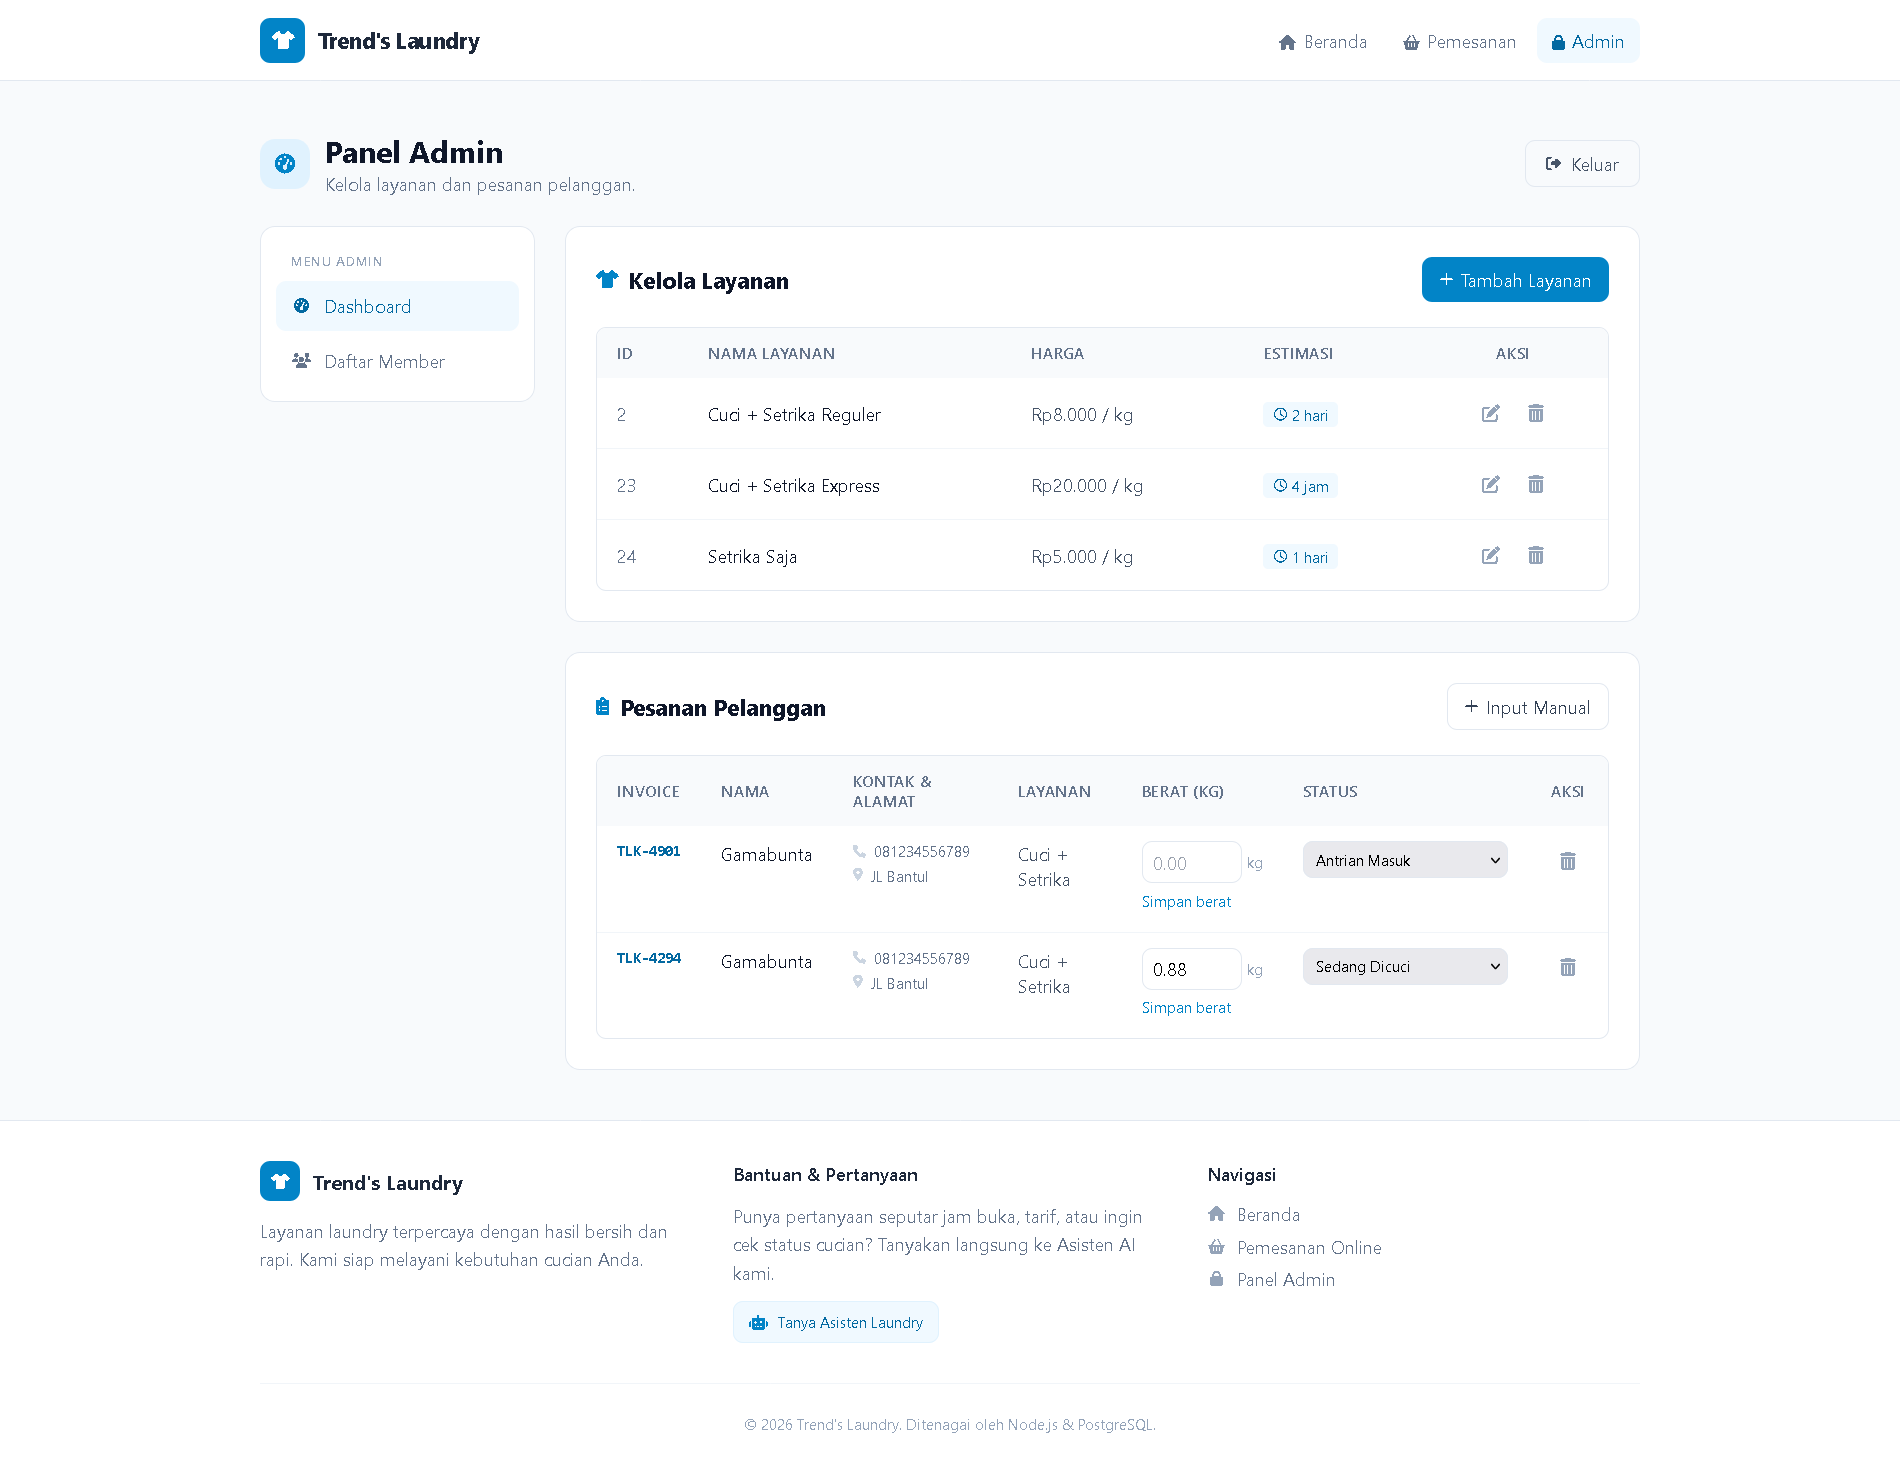 Trend's Laundry
Beranda
Pemesanan
Admin
Panel Admin
Kelola layanan dan pesanan pelanggan.
Keluar
MENU ADMIN
Dashboard
Daftar Member
Kelola Layanan
+ Tambah Layanan
ID NAMA LAYANAN HARGA ESTIMASI AKSI
2 Cuci + Setrika Reguler Rp8.000 / kg 2 hari
23 Cuci + Setrika Express Rp20.000 / kg 4 jam
24 Setrika Saja Rp5.000 / kg 1 hari
Pesanan Pelanggan
+ Input Manual
INVOICE NAMA KONTAK & ALAMAT LAYANAN BERAT (KG) STATUS AKSI
TLK-4901 Gamabunta 081234556789 Cuci + 0.00 kg Antrian Masuk
JL Bantul Setrika
Simpan berat
TLK-4294 Gamabunta 081234556789 Cuci + 0.88 kg Sedang Dicuci
JL Bantul Setrika
Simpan berat
Trend's Laundry
Layanan laundry terpercaya dengan hasil bersih dan
rapi. Kami siap melayani kebutuhan cucian Anda.
Bantuan & Pertanyaan
Punya pertanyaan seputar jam buka, tarif, atau ingin
cek status cucian? Tanyakan langsung ke Asisten AI
kami.
Tanya Asisten Laundry
Navigasi
Beranda
Pemesanan Online
Panel Admin
© 2026 Trend's Laundry. Ditenagai oleh Node.js & PostgreSQL.